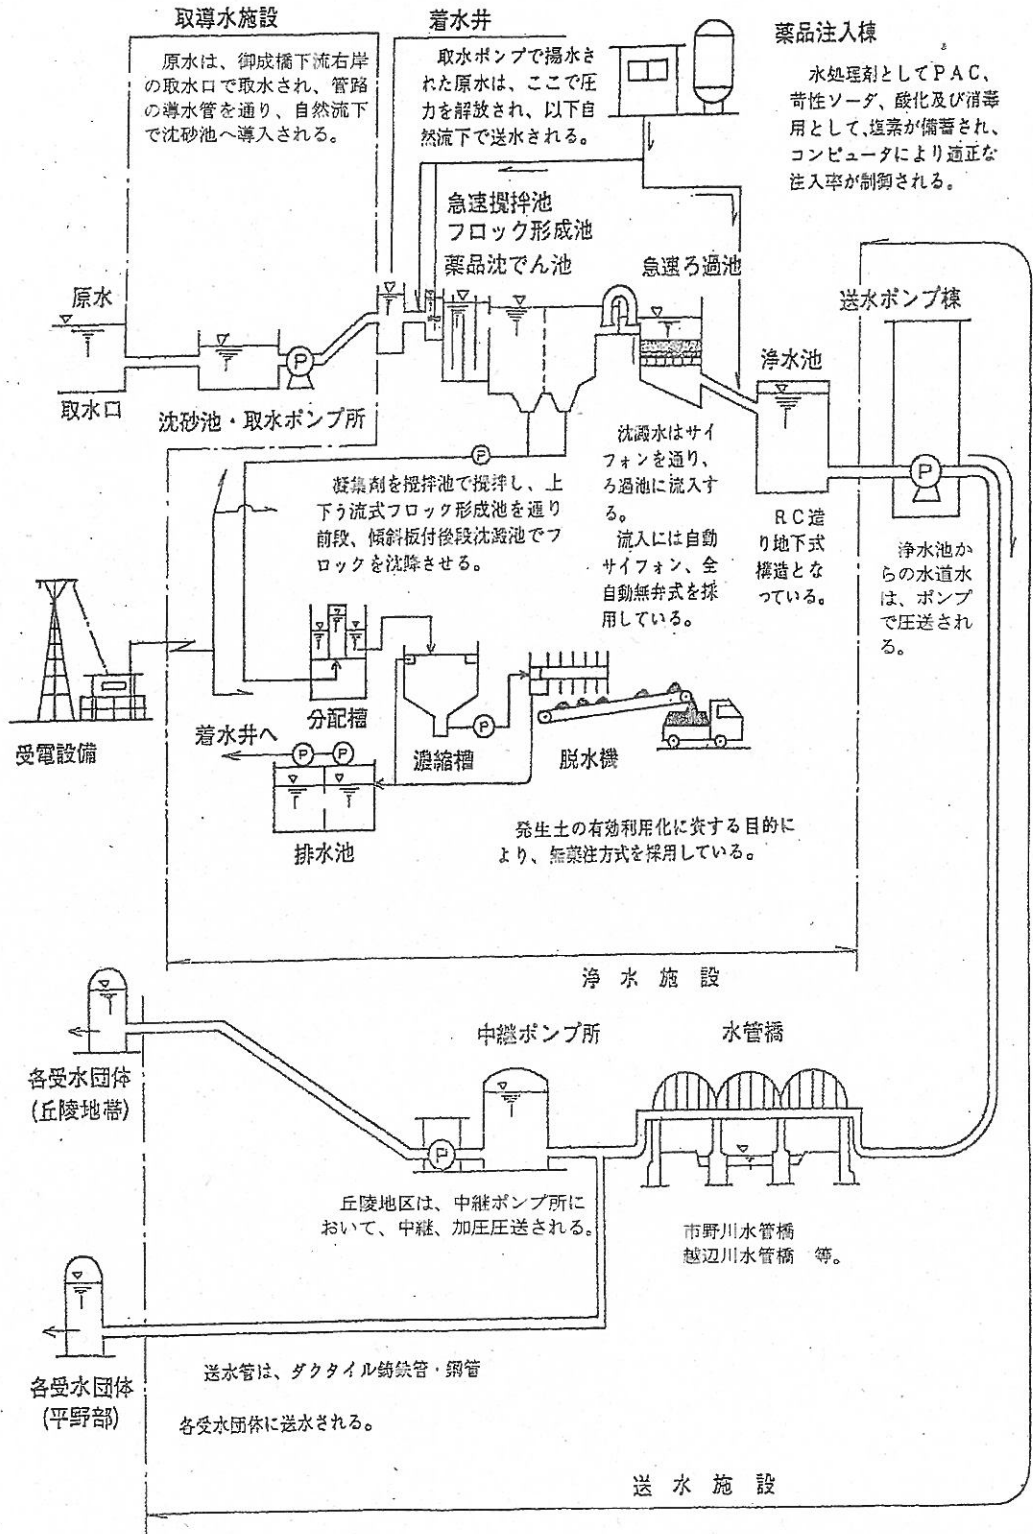 取導水施設
原水は、御成橋下流右岸
の取水口で取水され、管路
の導水管を通り、自然流下
で沈砂池へ導入される。
着水井
取水ポンプで揚水さ
れた原水は、ここで圧
力を解放され、以下自
然流下で送水される。
薬品注入棟
水処理剤としてPAC、
苛性ソーダ、酸化及び消毒
用として、塩素が備蓄され、
コンピュータにより適正な
注入率が制御される。
急速攪拌池
フロック形成池
薬品沈でん池
急速ろ過池
送水ポンプ棟
原水
浄水池
取水口
沈砂池・取水ポンプ所
P
P
P
凝集剤を攪拌池で攪拌し、上
下う流式フロック形成池を通り
前段、傾斜板付後段沈澱池でフ
ロックを沈降させる。
沈澱水はサイ
フォンを通り、
ろ過池に流入す
る。
流入には自動
サイフォン、全
自動無弁式を採
用している。
RC造
り地下式
構造とな
っている。
浄水池か
らの水道水
は、ポンプ
で圧送され
る。
受電設備
分配槽
着水井へ
P P
P
濃縮槽
脱水機
排水池
発生土の有効利用化に資する目的に
より、無薬注方式を採用している。
浄水施設
中継ポンプ所
水管橋
各受水団体
(丘陵地帯)
P
丘陵地区は、中継ポンプ所に
おいて、中継、加圧圧送される。
市野川水管橋
越辺川水管橋 等。
各受水団体
(平野部)
送水管は、ダクタイル鋳鉄管・鋼管
各受水団体に送水される。
送水施設